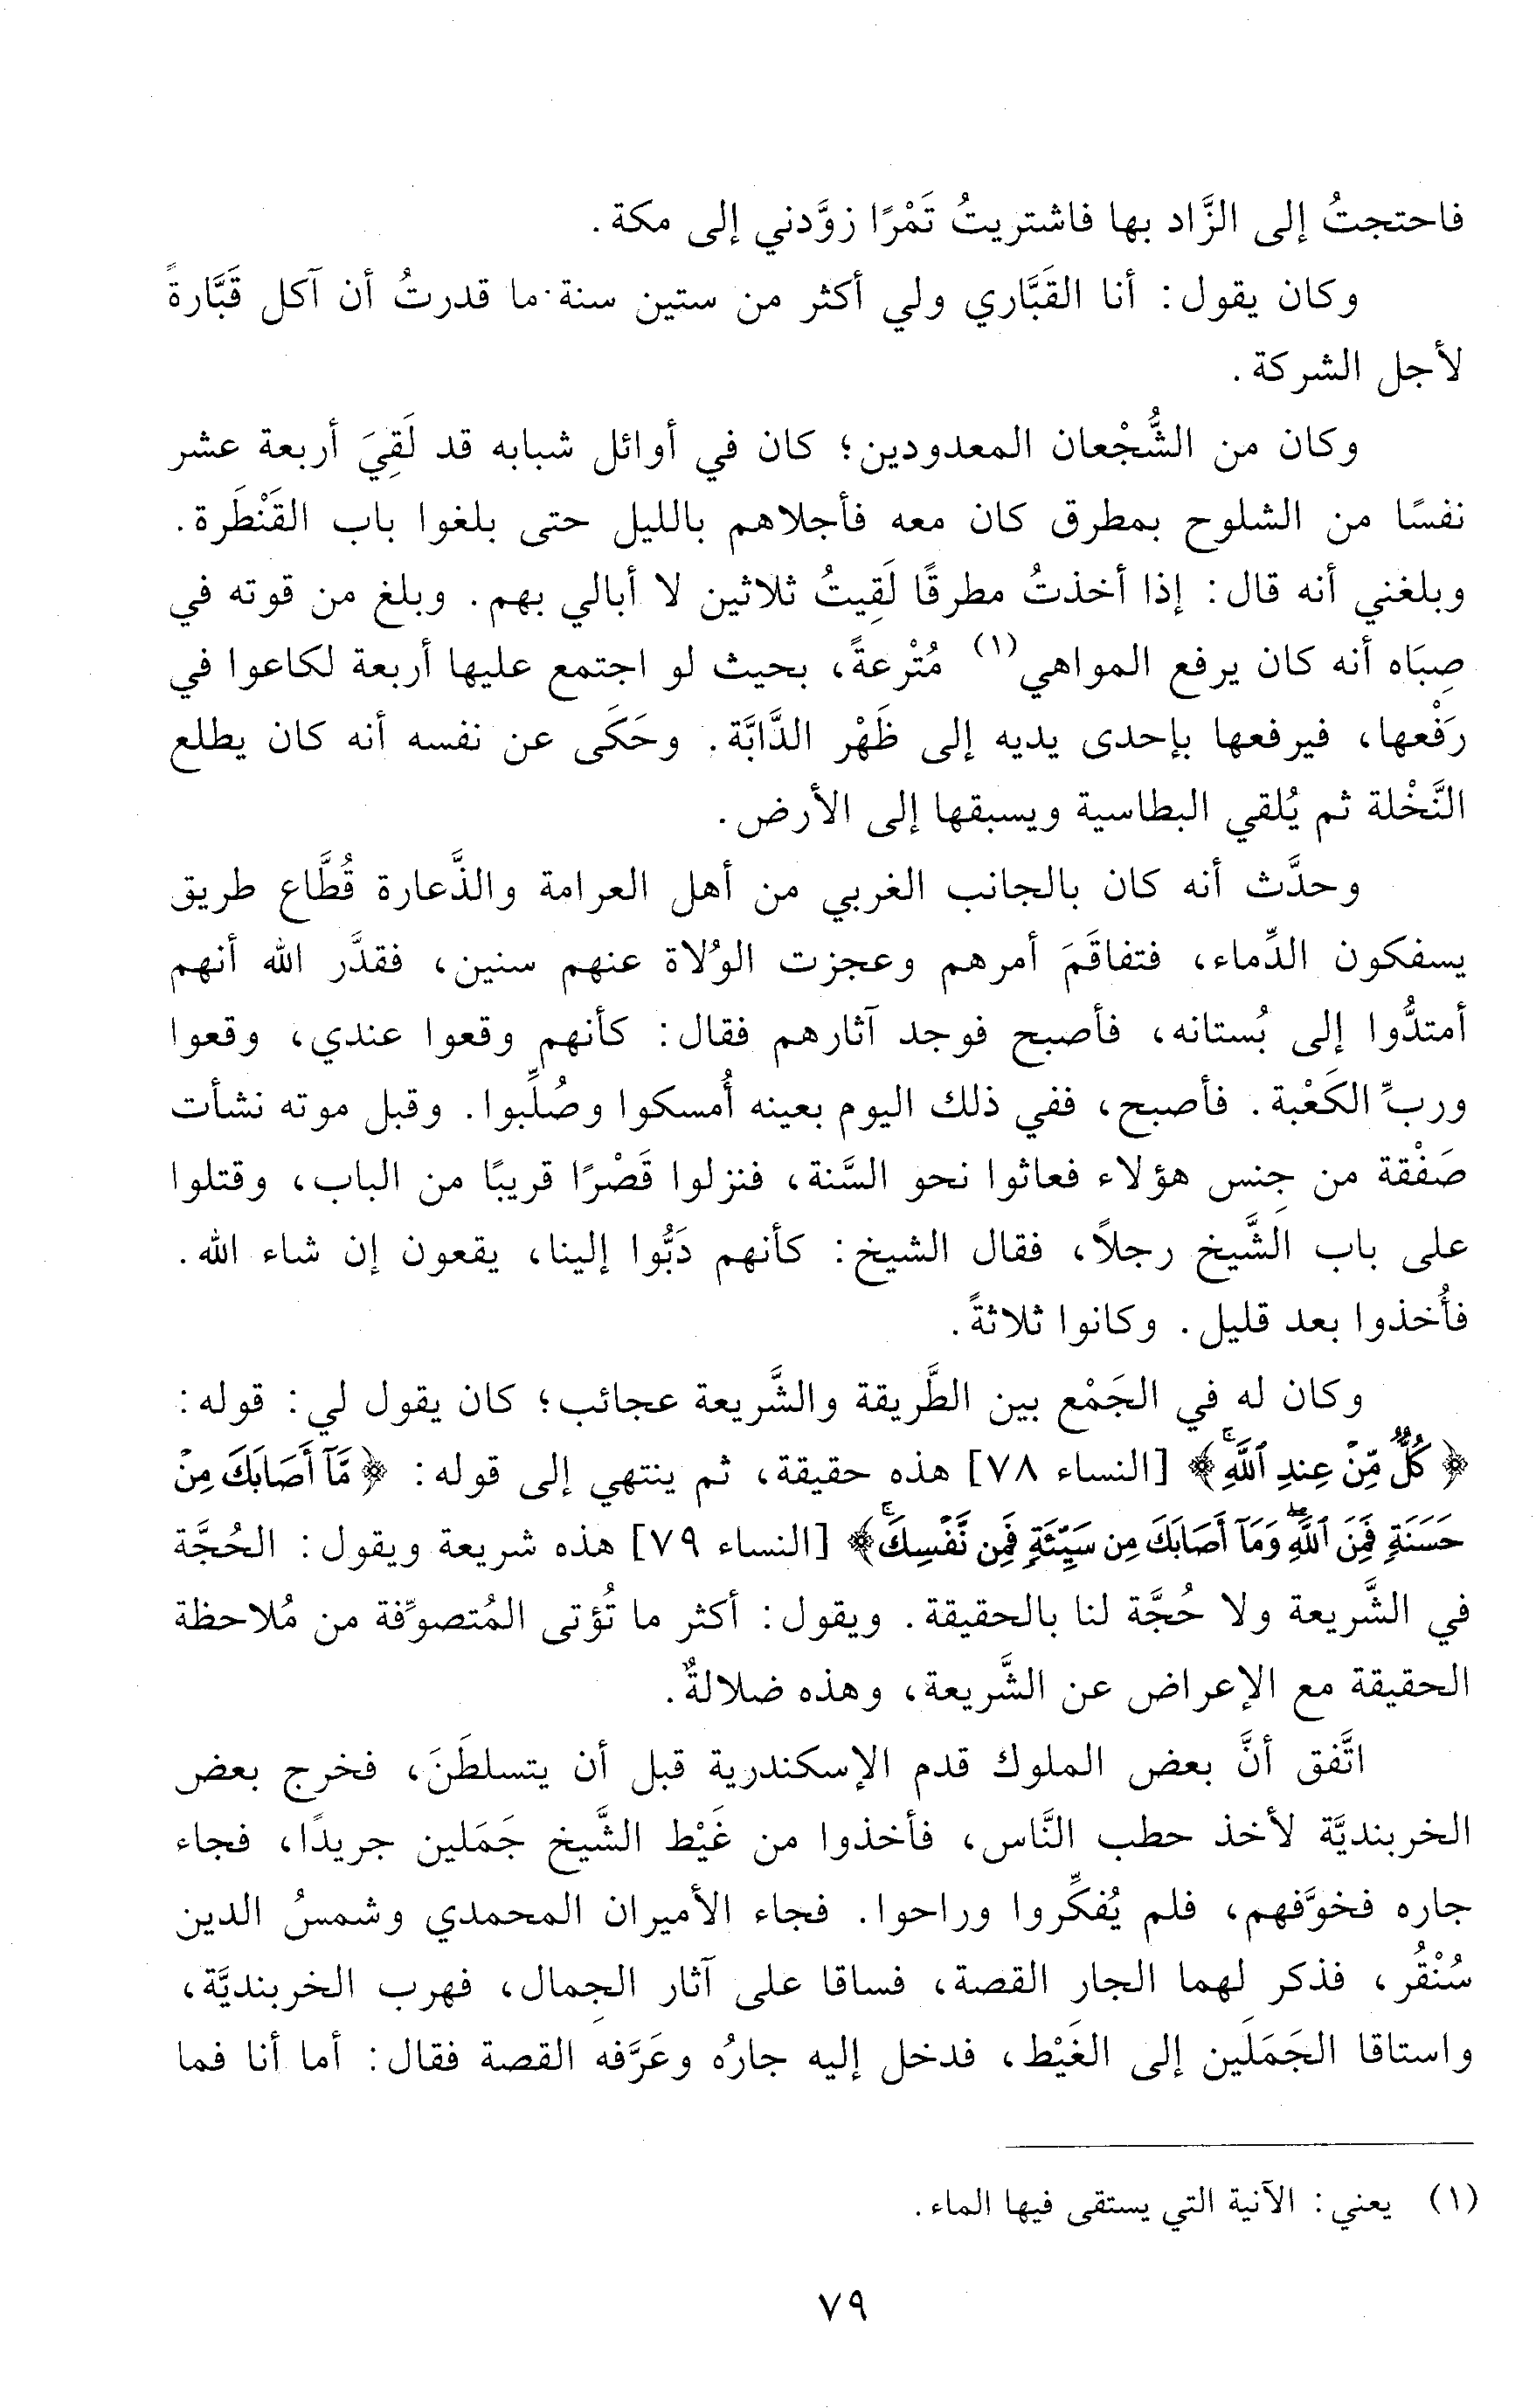 فاحتجتُ إلى الزَّاد بها فاشتريتُ تَمْرًا زوَّدني إلى مكة.
وكان يقول: أنا القَبَّاري ولي أكثر من ستين سنة ما قدرتُ أن آكل قَبَّارةً
لأجل الشركة.
وكان من الشُّجْعان المعدودين؛ كان في أوائل شبابه قد لَقِيَ أربعة عشر
نفسًا من الشلوح بمطرق كان معه فأجلاهم بالليل حتى بلغوا باب القَنْطَرة.
وبلغني أنه قال: إذا أخذتُ مطرقًا لَقِيتُ ثلاثين لا أبالي بهم. وبلغ من قوته في
صِبَاه أنه كان يرفع المواهي(١) مُتْرعةً، بحيث لو اجتمع عليها أربعة لكاعوا في
رَفْعها، فيرفعها بإحدى يديه إلى ظَهْر الدَّابَّة. وحَكَى عن نفسه أنه كان يطلع
النَّخْلة ثم يُلقي البطاسية ويسبقها إلى الأرض.
وحدَّث أنه كان بالجانب الغربي من أهل العرامة والذَّعارة قُطَّاع طريق
يسفكون الدِّماء، فتفاقَمَ أمرهم وعجزت الوُلاة عنهم سنين، فقدَّر الله أنهم
أمتدُّوا إلى بُستانه، فأصبح فوجد آثارهم فقال: كأنهم وقعوا عندي، وقعوا
وربِّ الكَعْبة. فأصبح، ففي ذلك اليوم بعينه أُمسكوا وصُلِّبوا. وقبل موته نشأت
صَفْقة من جِنس هؤلاء فعاثوا نحو السَّنة، فنزلوا قَصْرًا قريبًا من الباب، وقتلوا
على باب الشَّيخ رجلاً، فقال الشيخ: كأنهم دَبُّوا إلينا، يقعون إن شاء الله.
فأُخذوا بعد قليل. وكانوا ثلاثةً.
وكان له في الجَمْع بين الطَّريقة والشَّريعة عجائب؛ كان يقول لي: قوله:
﴿كُلٌّ مِّنْ عِندِ ٱللَّهِۚ﴾ [النساء ٧٨] هذه حقيقة، ثم ينتهي إلى قوله: ﴿مَّآ أَصَابَكَ مِنْ
حَسَنَةٍ فَمِنَ ٱللَّهِۖ وَمَآ أَصَابَكَ مِن سَيِّئَةٍ فَمِن نَّفْسِكَۚ﴾ [النساء ٧٩] هذه شريعة ويقول: الحُجَّة
في الشَّريعة ولا حُجَّة لنا بالحقيقة. ويقول: أكثر ما تُؤتى المُتصوِّفة من مُلاحظة
الحقيقة مع الإعراض عن الشَّريعة، وهذه ضلالةٌ.
اتَّفق أنَّ بعض الملوك قدم الإسكندرية قبل أن يتسلطَنَ، فخرج بعض
الخربنديَّة لأخذ حطب النَّاس، فأخذوا من غَيْط الشَّيخ جَمَلين جريدًا، فجاء
جاره فخوَّفهم، فلم يُفكِّروا وراحوا. فجاء الأميران المحمدي وشمسُ الدين
سُنْقُر، فذكر لهما الجار القصة، فساقا على آثار الجِمال، فهرب الخربنديَّة،
واستاقا الجَمَلَين إلى الغَيْط، فدخل إليه جارُه وعَرَّفه القصة فقال: أما أنا فما
(١) يعني: الآنية التي يستقى فيها الماء.
٧٩